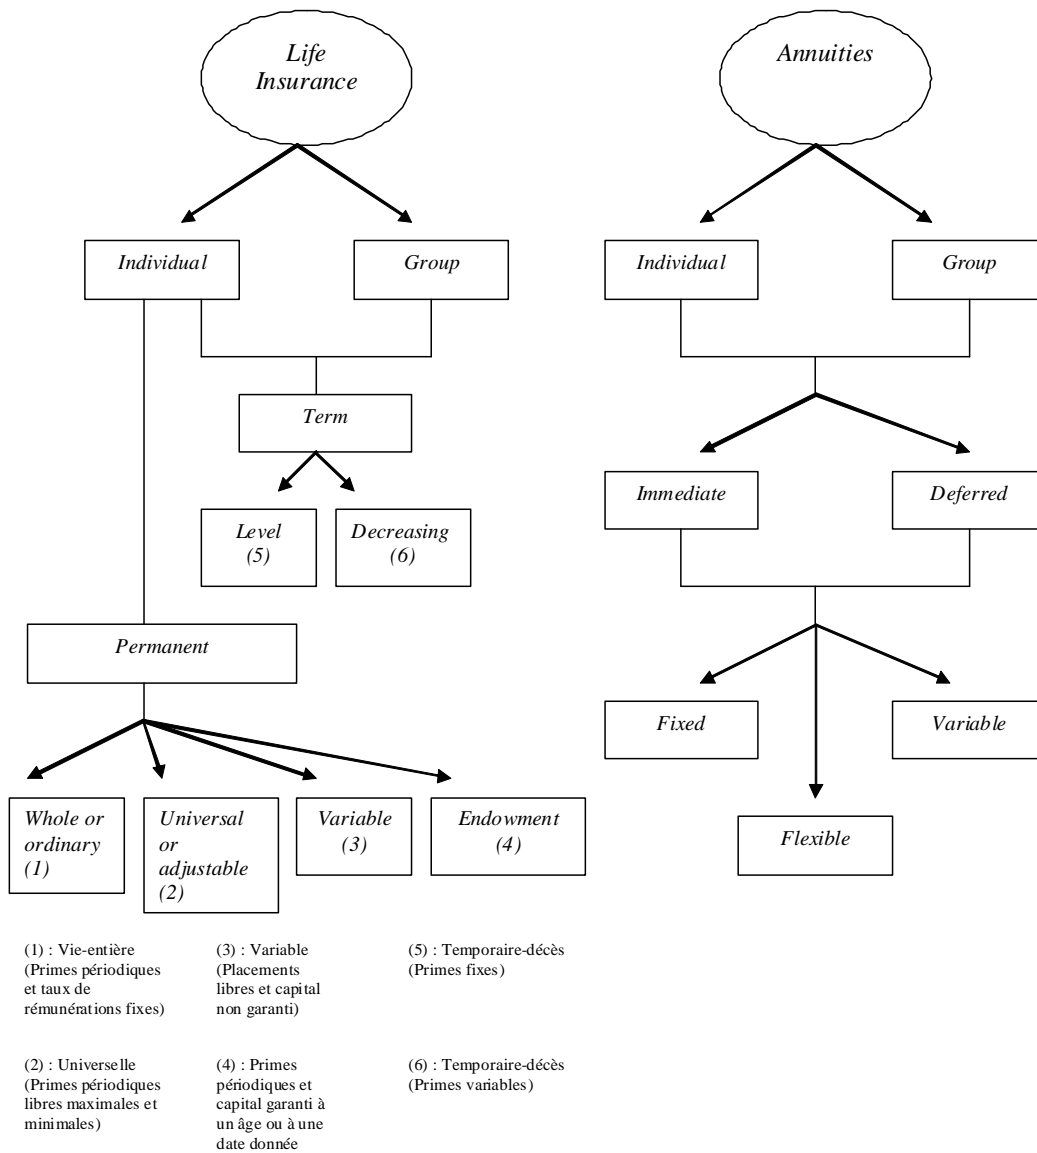 Life
Insurance
Annuities
Individual
Group
Individual
Group
Term
Immediate
Deferred
Level
(5)
Decreasing
(6)
Permanent
Fixed
Variable
Flexible
Whole or
ordinary
(1)
Universal
or
adjustable
(2)
Variable
(3)
Endowment
(4)
(1) : Vie-entière
(Primes périodiques
et taux de
rémunérations fixes)
(3) : Variable
(Placements
libres et capital
non garanti)
(5) : Temporaire-décès
(Primes fixes)
(2) : Universelle
(Primes périodiques
libres maximales et
minimales)
(4) : Primes
périodiques et
capital garanti à
un âge ou à une
date donnée
(6) : Temporaire-décès
(Primes variables)